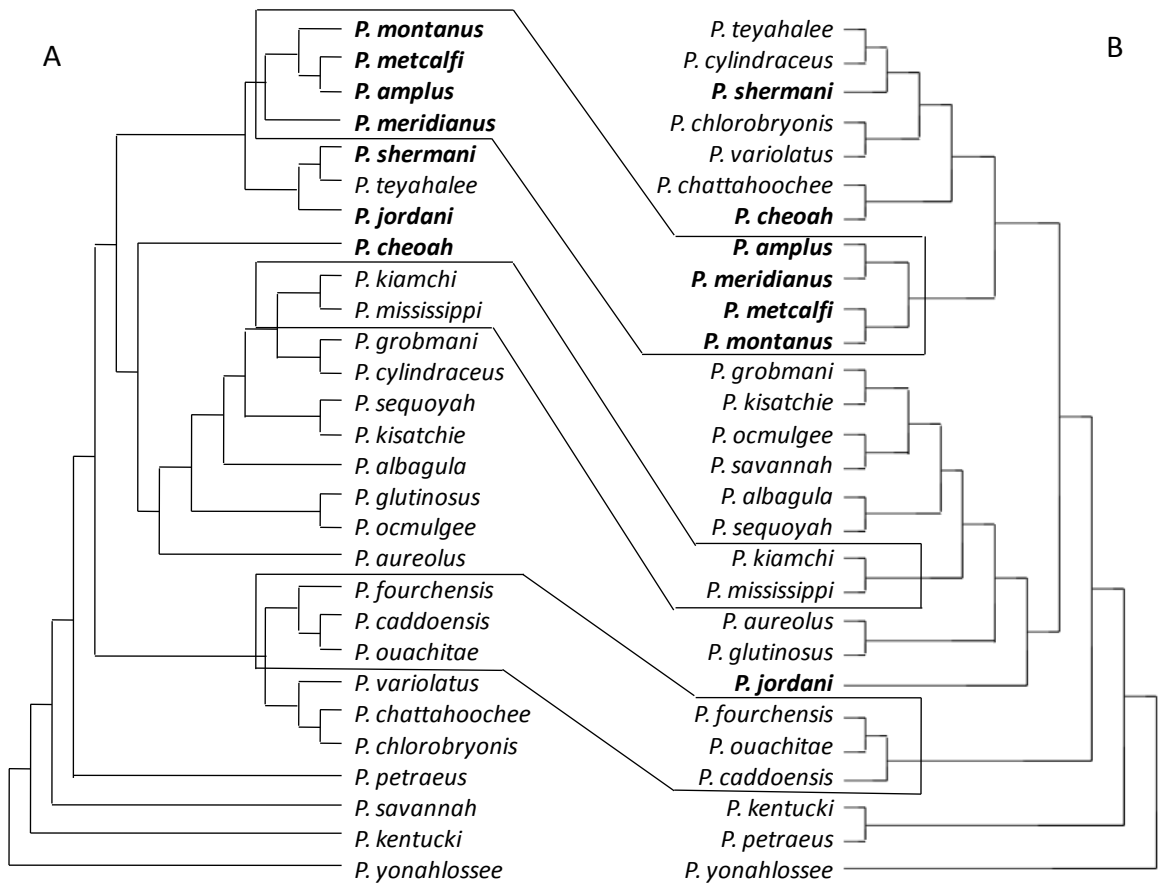 A
P. montanus
P. metcalfi
P. amplus
P. meridianus
P. shermani
P. teyahalee
P. jordani
P. cheoah
P. kiamchi
P. mississippi
P. grobmani
P. cylindraceus
P. sequoyah
P. kisatchie
P. albagula
P. glutinosus
P. ocmulgee
P. aureolus
P. fourchensis
P. caddoensis
P. ouachitae
P. variolatus
P. chattahoochee
P. chlorobryonis
P. petraeus
P. savannah
P. kentucki
P. yonahlossee
B
P. teyahalee
P. cylindraceus
P. shermani
P. chlorobryonis
P. variolatus
P. chattahoochee
P. cheoah
P. amplus
P. meridianus
P. metcalfi
P. montanus
P. grobmani
P. kisatchie
P. ocmulgee
P. savannah
P. albagula
P. sequoyah
P. kiamchi
P. mississippi
P. aureolus
P. glutinosus
P. jordani
P. fourchensis
P. ouachitae
P. caddoensis
P. kentucki
P. petraeus
P. yonahlossee